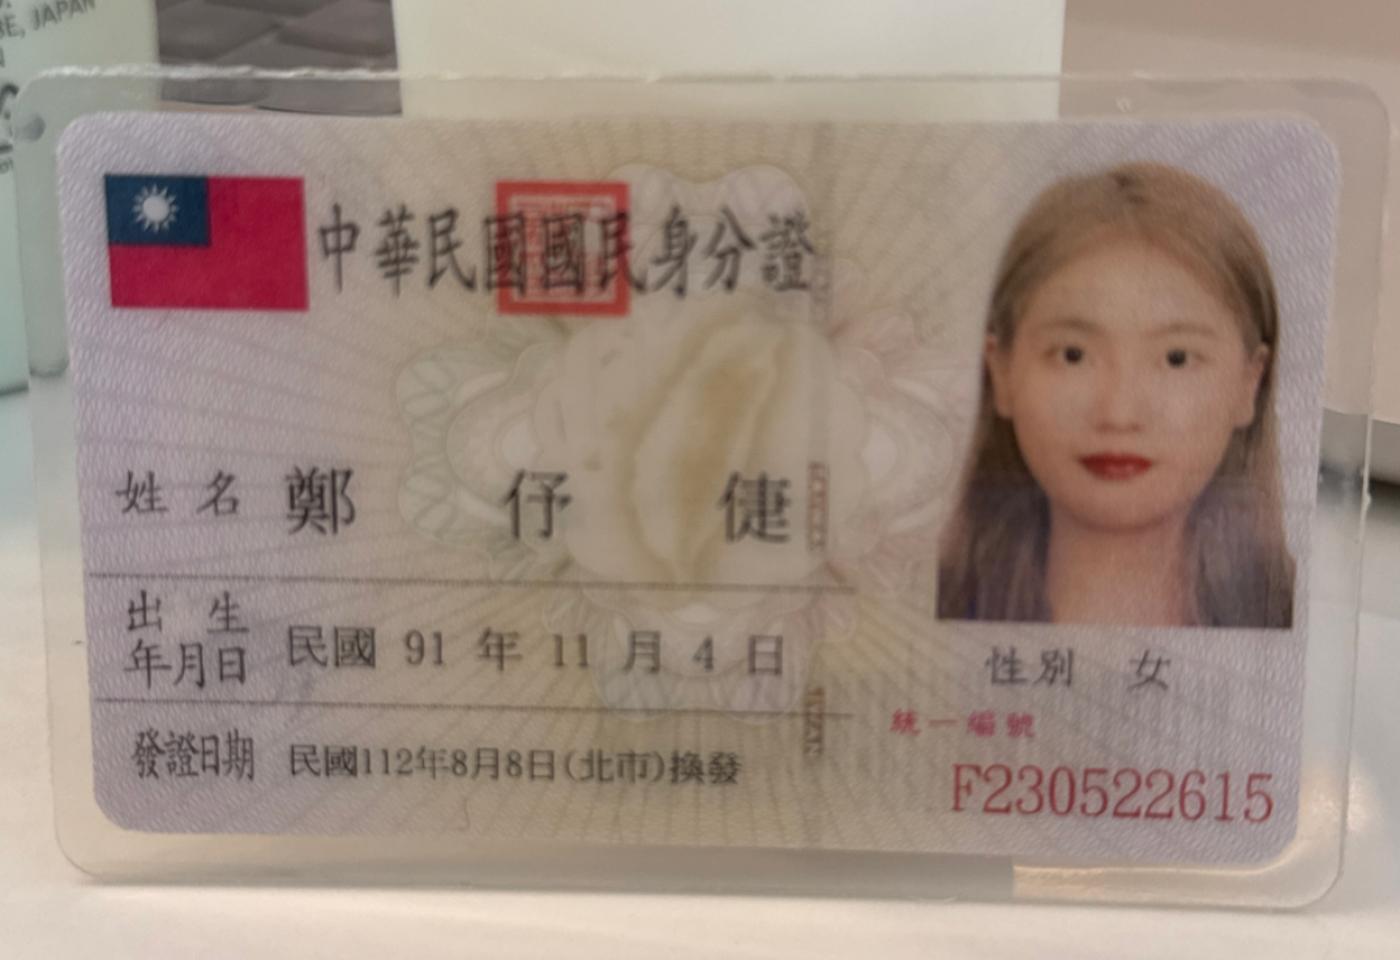 BE, JAPAN
中華民國國民身分證
姓名 鄭伃倢
出生年月日 民國 91 年 11 月 4 日
性別 女
發證日期 民國112年8月8日(北市)換發
統一編號
F230522615